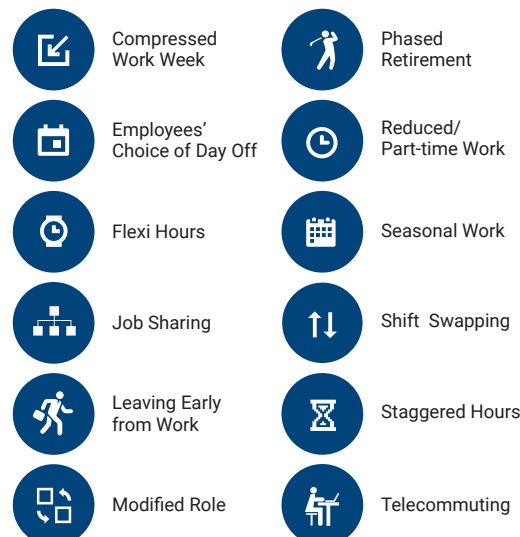 Compressed
Work Week
Phased
Retirement
Employees’
Choice of Day Off
Reduced/
Part-time Work
Flexi Hours
Seasonal Work
Job Sharing
Shift Swapping
Leaving Early
from Work
Staggered Hours
Modified Role
Telecommuting